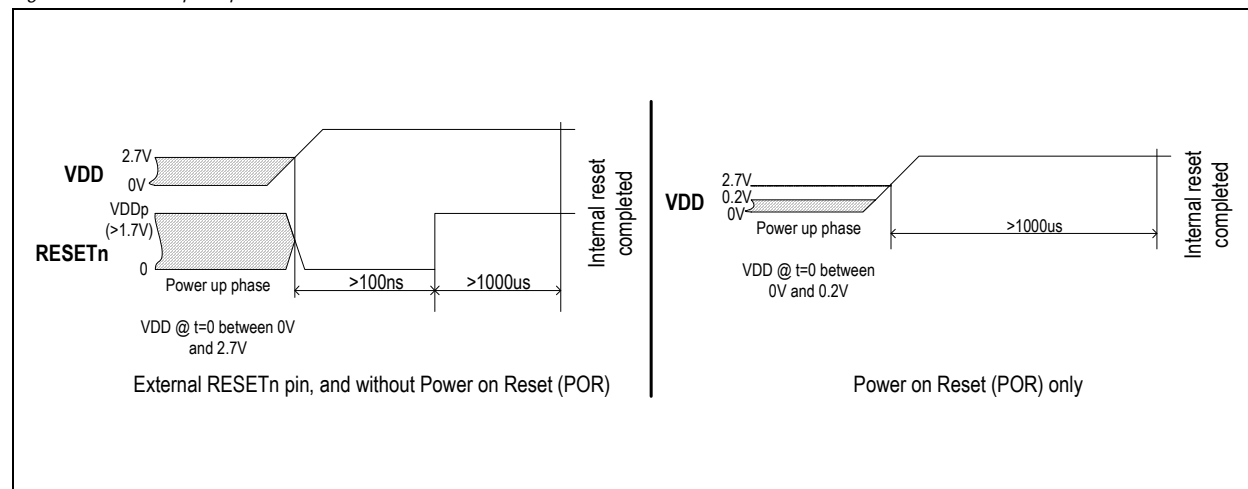 2.7V
VDD
0V
VDDp
(>1.7V)
RESETn
0
Power up phase
>100ns
>1000us
VDD @ t=0 between 0V
and 2.7V
Internal reset
completed
External RESETn pin, and without Power on Reset (POR)
2.7V
0.2V
VDD
0V
Power up phase
>1000us
VDD @ t=0 between
0V and 0.2V
Internal reset
completed
Power on Reset (POR) only